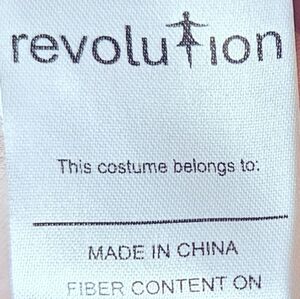 revolution
This costume belongs to:
MADE IN CHINA
FIBER CONTENT ON